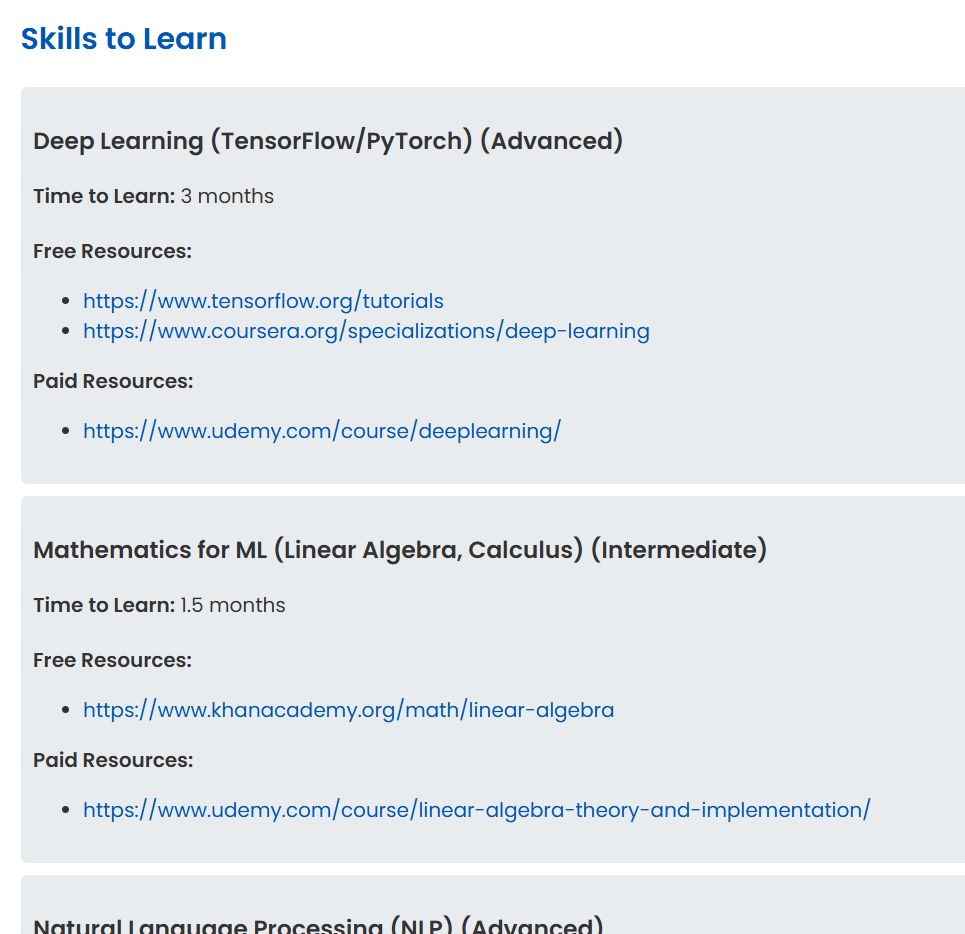 Skills to Learn
Deep Learning (TensorFlow/PyTorch) (Advanced)
Time to Learn: 3 months
Free Resources:
https://www.tensorflow.org/tutorials
https://www.coursera.org/specializations/deep-learning
Paid Resources:
https://www.udemy.com/course/deeplearning/
Mathematics for ML (Linear Algebra, Calculus) (Intermediate)
Time to Learn: 1.5 months
Free Resources:
https://www.khanacademy.org/math/linear-algebra
Paid Resources:
https://www.udemy.com/course/linear-algebra-theory-and-implementation/
Natural Language Processing (NLP) (Advanced)